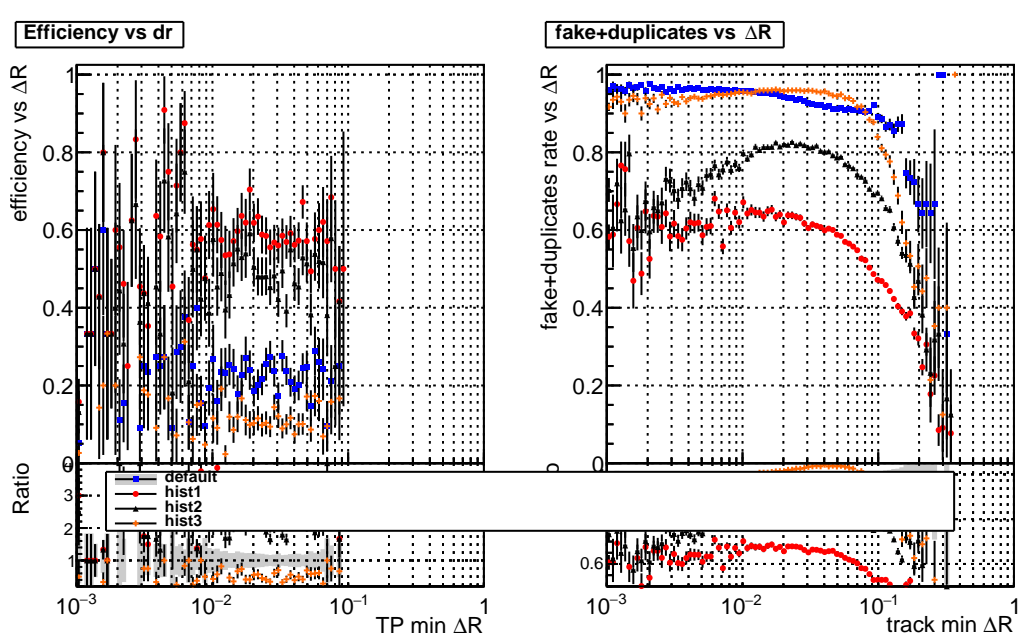 Efficiency vs dr
fake+duplicates vs ΔR
efficiency vs ΔR
1
0.8
0.6
0.4
0.2
0
fake+duplicates rate vs ΔR
1
0.8
0.6
0.4
0.2
0
Ratio
3
2
1
0.6
default
hist1
hist2
hist3
10⁻³
10⁻²
10⁻¹
1
TP min ΔR
10⁻³
10⁻²
10⁻¹
1
track min ΔR